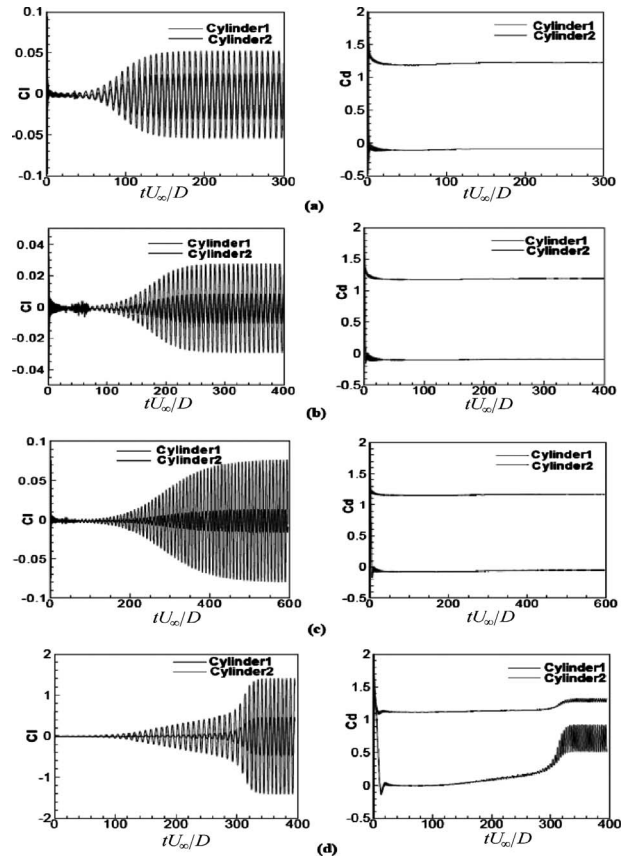 0.1
0.05
0
-0.05
-0.1
Cl
Cylinder1
Cylinder2
0 100 200 300
tU∞/D
2
1.5
1
0.5
0
-0.5
Cd
Cylinder1
Cylinder2
0 100 200 300
tU∞/D
(a)
0.04
0.02
0
-0.02
-0.04
Cl
Cylinder1
Cylinder2
0 100 200 300 400
tU∞/D
2
1.5
1
0.5
0
-0.5
Cd
Cylinder1
Cylinder2
0 100 200 300 400
tU∞/D
(b)
0.1
0.05
0
-0.05
-0.1
Cl
Cylinder1
Cylinder2
0 200 400 600
tU∞/D
2
1.5
1
0.5
0
-0.5
Cd
Cylinder1
Cylinder2
0 200 400 600
tU∞/D
(c)
2
1
0
-1
-2
Cl
Cylinder1
Cylinder2
0 100 200 300 400
tU∞/D
2
1.5
1
0.5
0
-0.5
Cd
Cylinder1
Cylinder2
0 100 200 300 400
tU∞/D
(d)